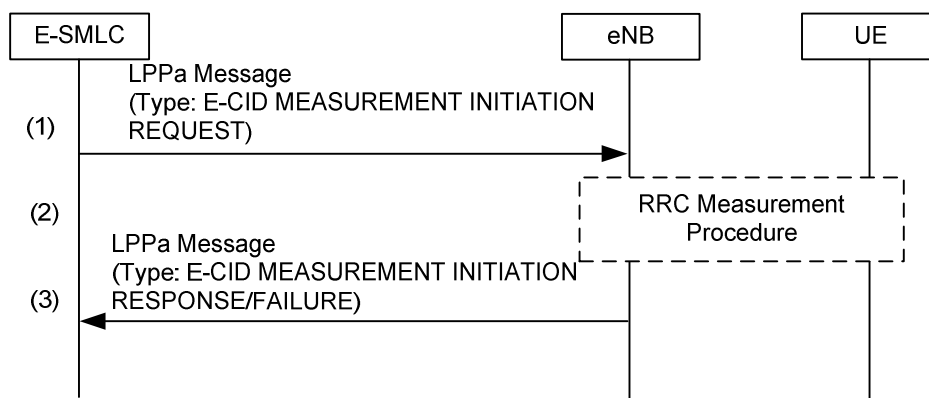 E-SMLC
eNB
UE
LPPa Message
(Type: E-CID MEASUREMENT INITIATION
REQUEST)
(1)
(2)
RRC Measurement
Procedure
LPPa Message
(Type: E-CID MEASUREMENT INITIATION
RESPONSE/FAILURE)
(3)